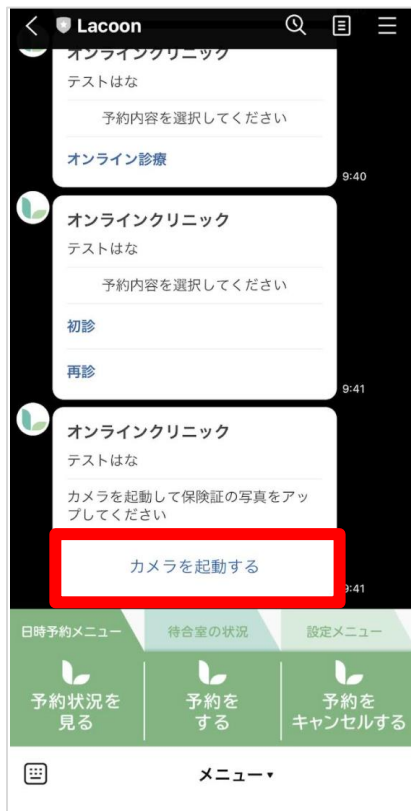 Lacoon
オンラインクリニック
テストはな
予約内容を選択してください
オンライン診療
9:40
オンラインクリニック
テストはな
予約内容を選択してください
初診
再診
9:41
オンラインクリニック
テストはな
カメラを起動して保険証の写真をアッ
プしてください
カメラを起動する
9:41
日時予約メニュー
待合室の状況
設定メニュー
予約状況を
見る
予約を
する
予約を
キャンセルする
メニュー▾